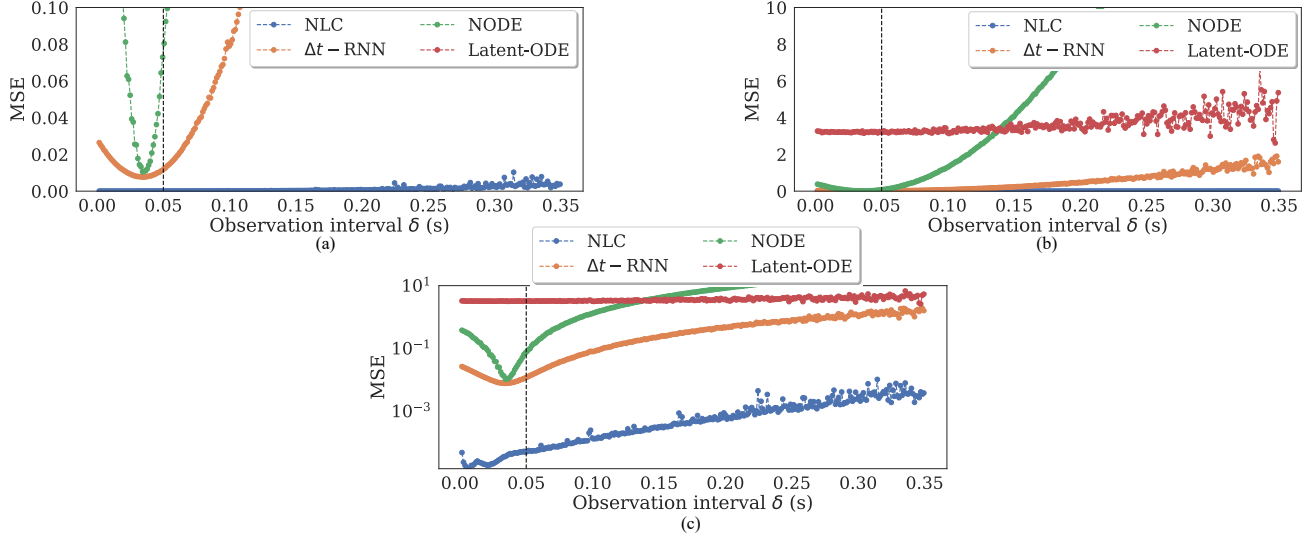 0.10
0.08
0.06
0.04
0.02
0.00
MSE
NLC
Δt − RNN
NODE
Latent-ODE
0.00 0.05 0.10 0.15 0.20 0.25 0.30 0.35
Observation interval δ (s)
(a)
10
8
6
4
2
0
MSE
NLC
Δt − RNN
NODE
Latent-ODE
0.00 0.05 0.10 0.15 0.20 0.25 0.30 0.35
Observation interval δ (s)
(b)
NLC
Δt − RNN
NODE
Latent-ODE
10¹
10⁻¹
10⁻³
MSE
0.00 0.05 0.10 0.15 0.20 0.25 0.30 0.35
Observation interval δ (s)
(c)